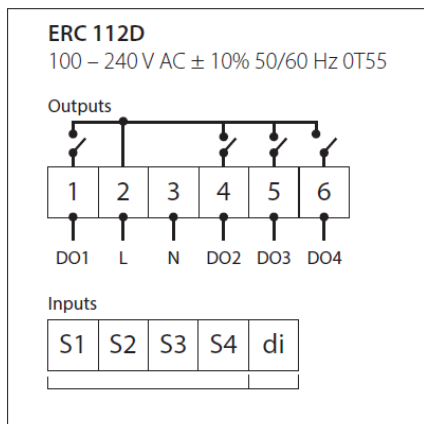 ERC 112D
100 – 240 V AC ± 10% 50/60 Hz 0T55
Outputs
1 2 3 4 5 6
DO1 L N DO2 DO3 DO4
Inputs
S1 S2 S3 S4 di